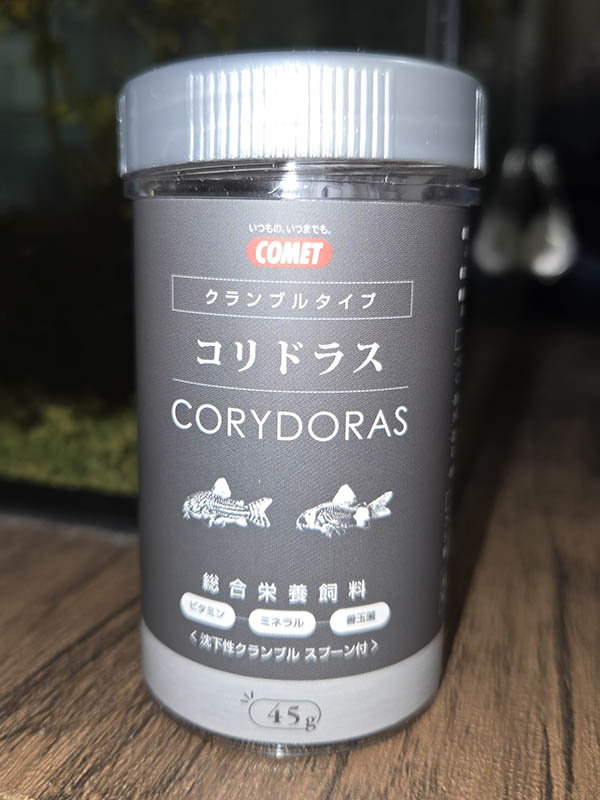 いつもの、いつまでも。
COMET
クランブルタイプ
コリドラス
CORYDORAS
総合栄養飼料
ビタミン ミネラル 善玉菌
<沈下性クランブル スプーン付>
45g